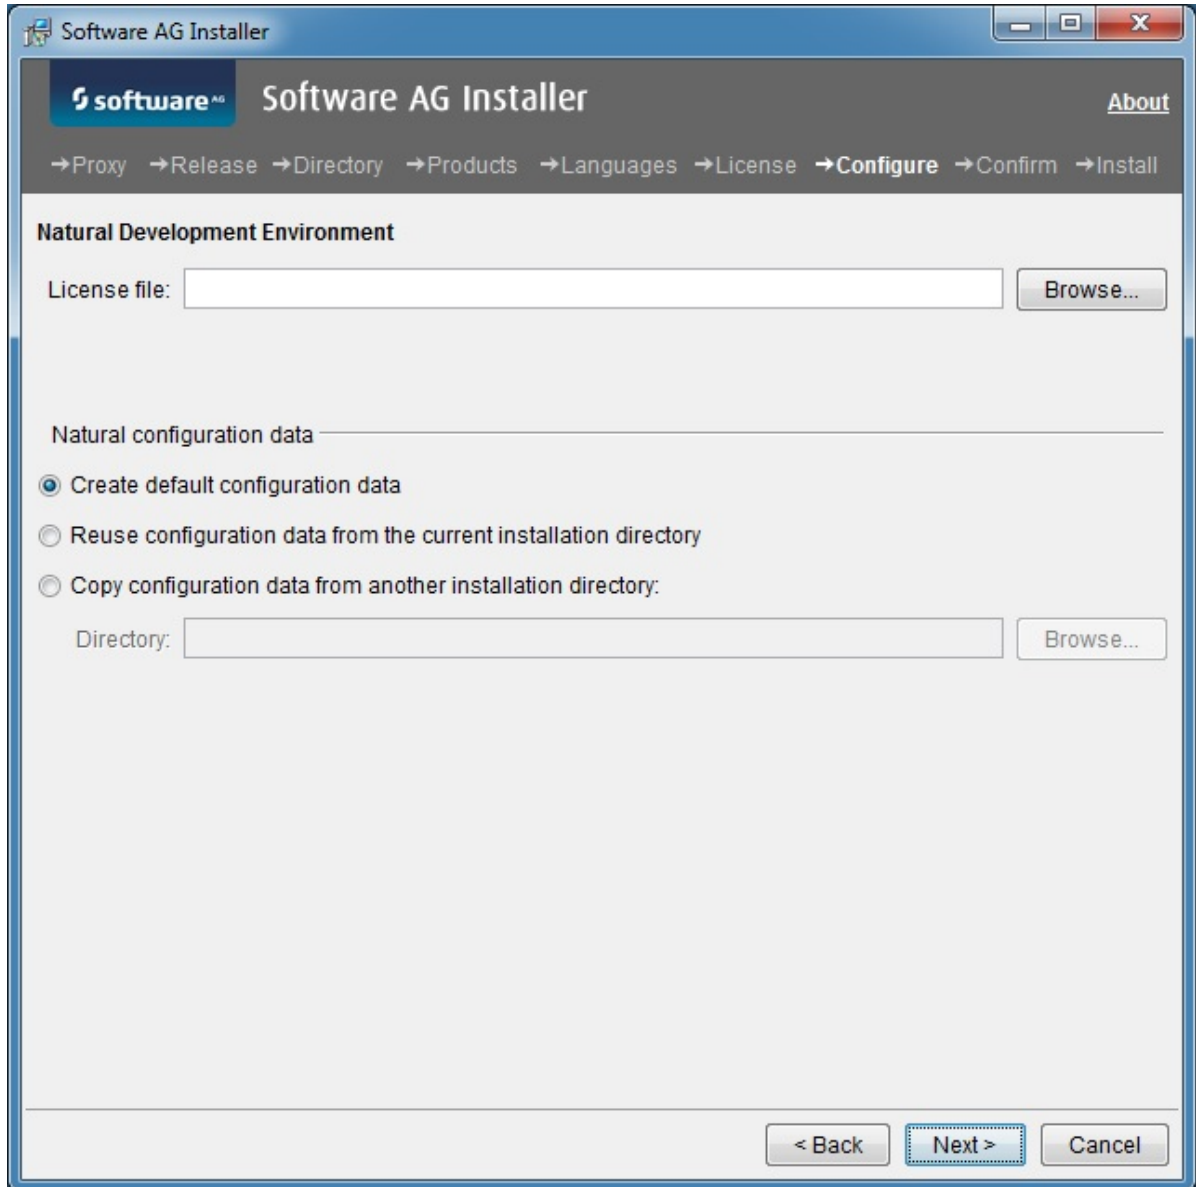 Software AG Installer
software AG Software AG Installer About
→Proxy →Release →Directory →Products →Languages →License →Configure →Confirm →Install
Natural Development Environment
License file: Browse...
Natural configuration data
Create default configuration data
Reuse configuration data from the current installation directory
Copy configuration data from another installation directory:
Directory: Browse...
< Back Next > Cancel